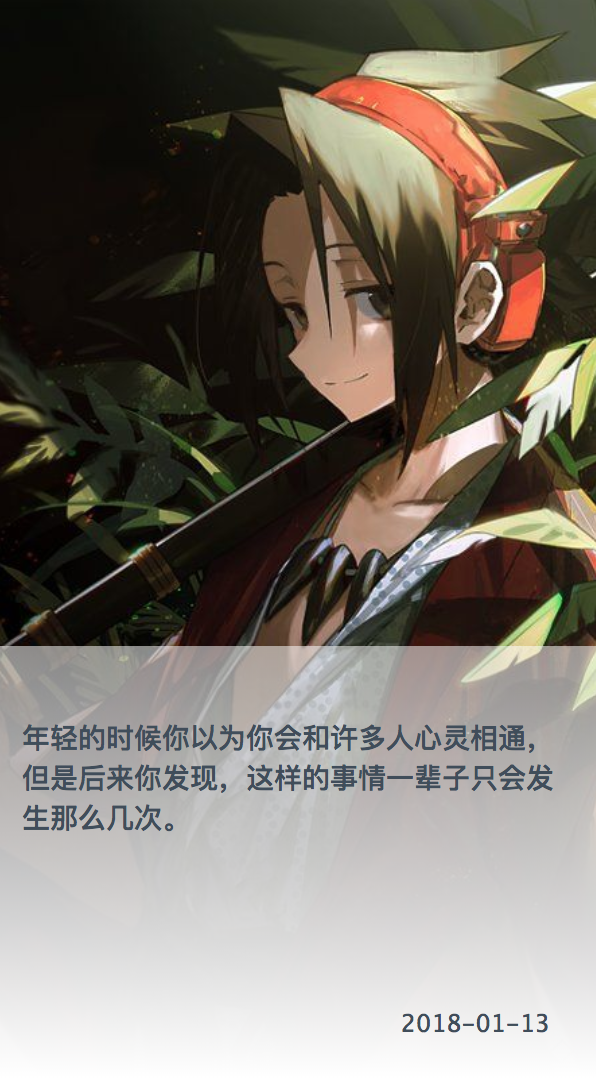 年轻的时候你以为你会和许多人心灵相通，
但是后来你发现，这样的事情一辈子只会发
生那么几次。
2018-01-13